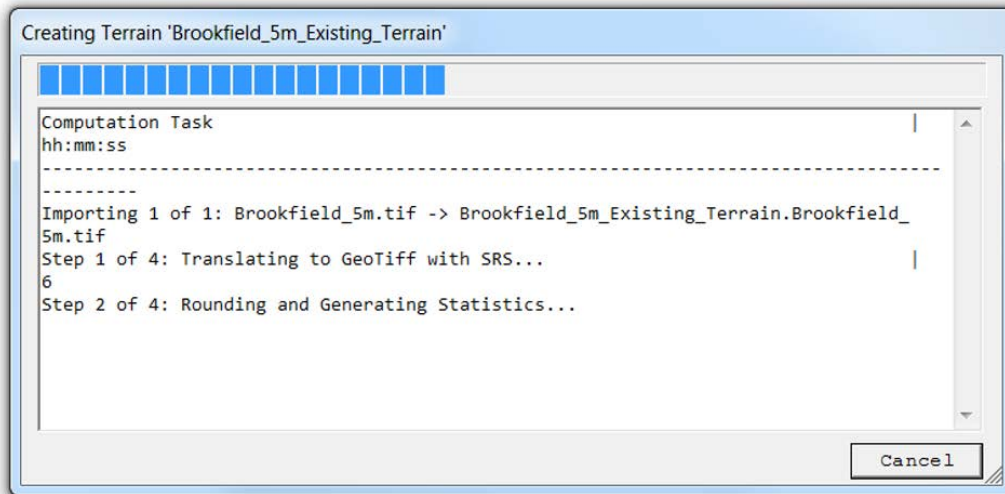 Creating Terrain 'Brookfield_5m_Existing_Terrain'
Computation Task |
hh:mm:ss
-------------------------------------------------------------------------------------
---------
Importing 1 of 1: Brookfield_5m.tif -> Brookfield_5m_Existing_Terrain.Brookfield_
5m.tif
Step 1 of 4: Translating to GeoTiff with SRS... |
6
Step 2 of 4: Rounding and Generating Statistics...
Cancel